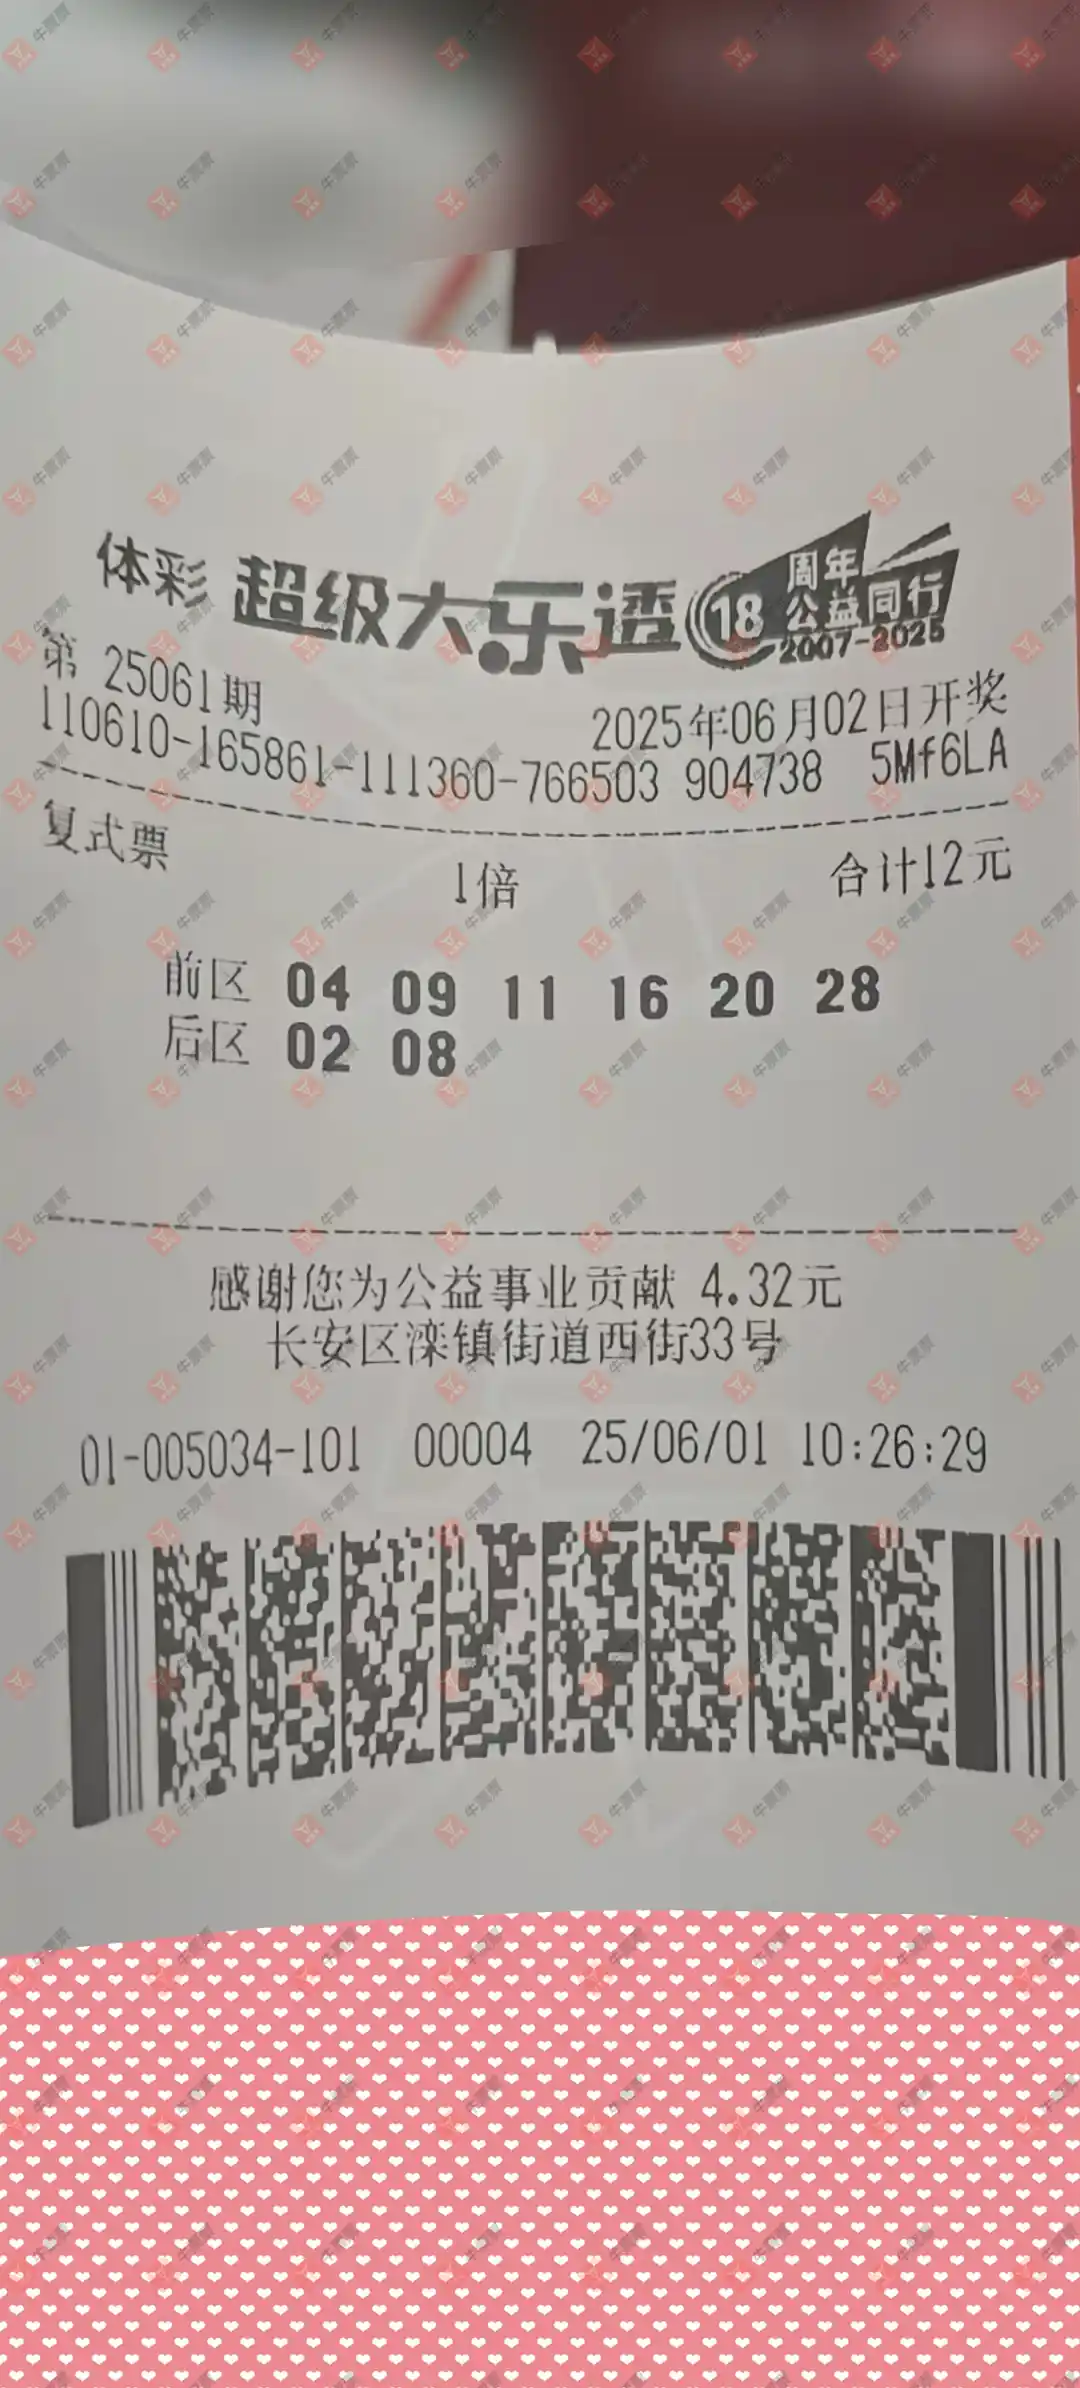 体彩 超级大乐透 18 周年 公益同行 2007-2025
第 25061期 2025年06月02日开奖
110610-165861-111360-766503 904738 5Mf6LA
复式票 1倍 合计12元
前区 04 09 11 16 20 28
后区 02 08
感谢您为公益事业贡献 4.32元
长安区滦镇街道西街33号
01-005034-101 00004 25/06/01 10:26:29
牛票票